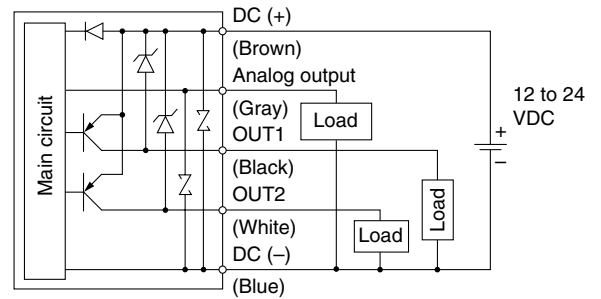 DC (+)
(Brown)
Analog output
(Gray)
OUT1
(Black)
OUT2
(White)
DC (–)
(Blue)
Main circuit
Load
Load
Load
12 to 24
VDC
+
–